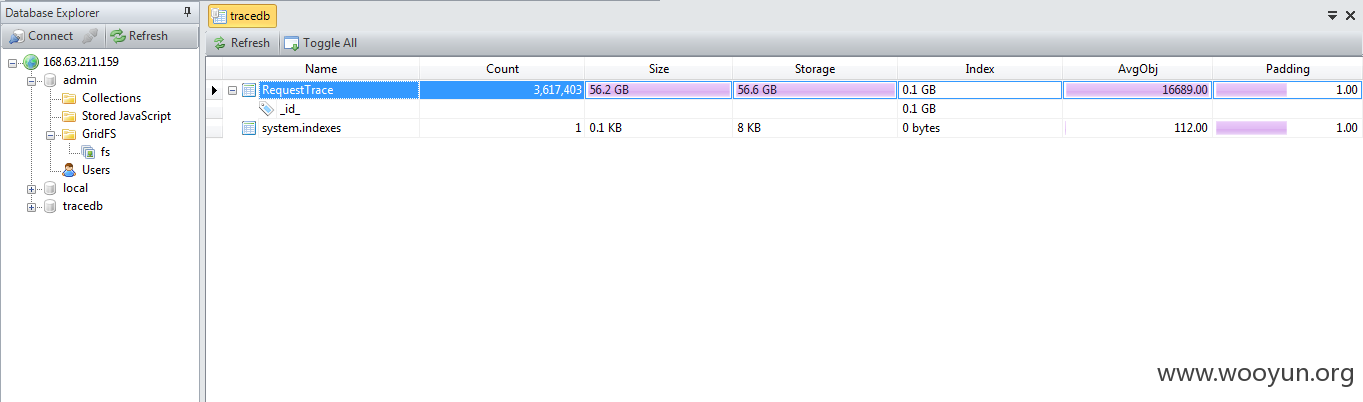 Database Explorer
Connect Refresh
168.63.211.159
admin
Collections
Stored JavaScript
GridFS
fs
Users
local
tracedb
tracedb
Refresh Toggle All
Name Count Size Storage Index AvgObj Padding
RequestTrace 3,617,403 56.2 GB 56.6 GB 0.1 GB 16689.00 1.00
_id_ 0.1 GB
system.indexes 1 0.1 KB 8 KB 0 bytes 112.00 1.00
www.wooyun.org